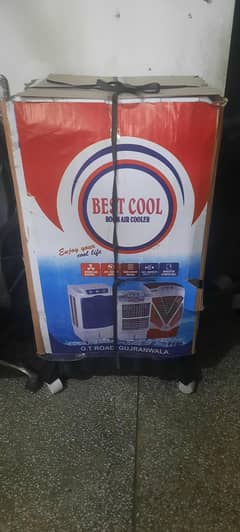 BEST COOL
ROOM AIR COOLER
Enjoy your
cool life
G.T ROAD GUJRANWALA